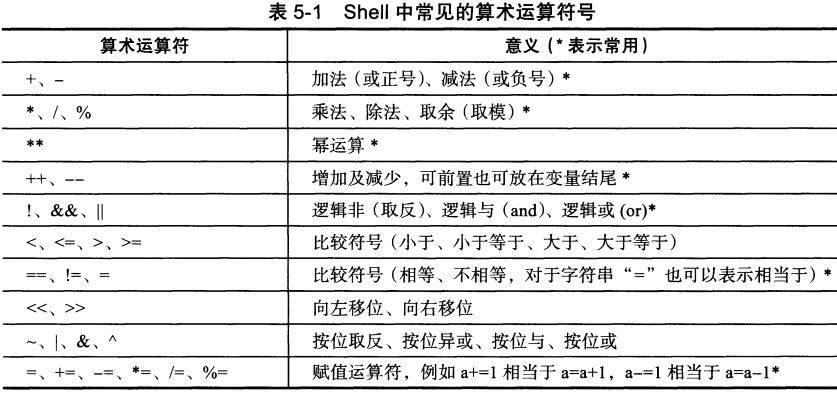 表 5-1 Shell 中常见的算术运算符号
算术运算符 意义（* 表示常用）
+、- 加法（或正号）、减法（或负号）*
*、/、% 乘法、除法、取余（取模）*
** 幂运算 *
++、-- 增加及减少，可前置也可放在变量结尾 *
!、&&、|| 逻辑非（取反）、逻辑与 (and)、逻辑或 (or)*
<、<=、>、>= 比较符号（小于、小于等于、大于、大于等于）
==、!=、= 比较符号（相等、不相等，对于字符串“=”也可以表示相当于）*
<<、>> 向左移位、向右移位
~、|、&、^ 按位取反、按位异或、按位与、按位或
=、+=、-=、*=、/=、%= 赋值运算符，例如 a+=1 相当于 a=a+1，a-=1 相当于 a=a-1*